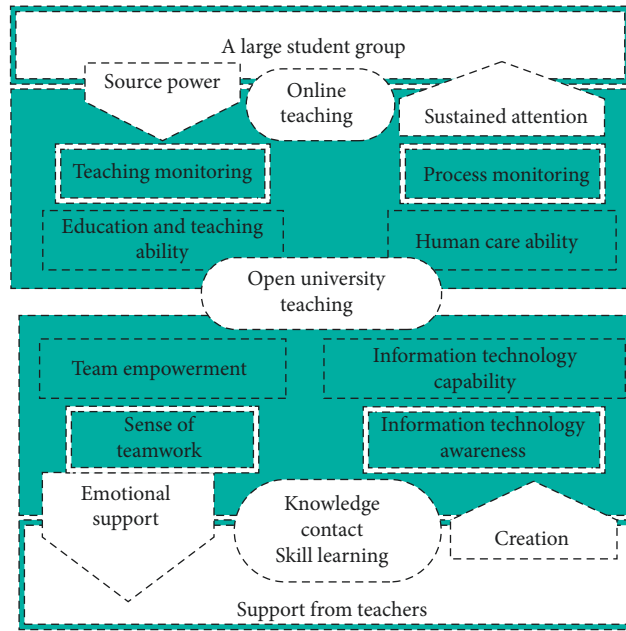 A large student group
Source power
Online
teaching
Sustained attention
Teaching monitoring
Process monitoring
Education and teaching
ability
Human care ability
Open university
teaching
Team empowerment
Information technology
capability
Sense of
teamwork
Information technology
awareness
Emotional
support
Knowledge
contact
Skill learning
Creation
Support from teachers